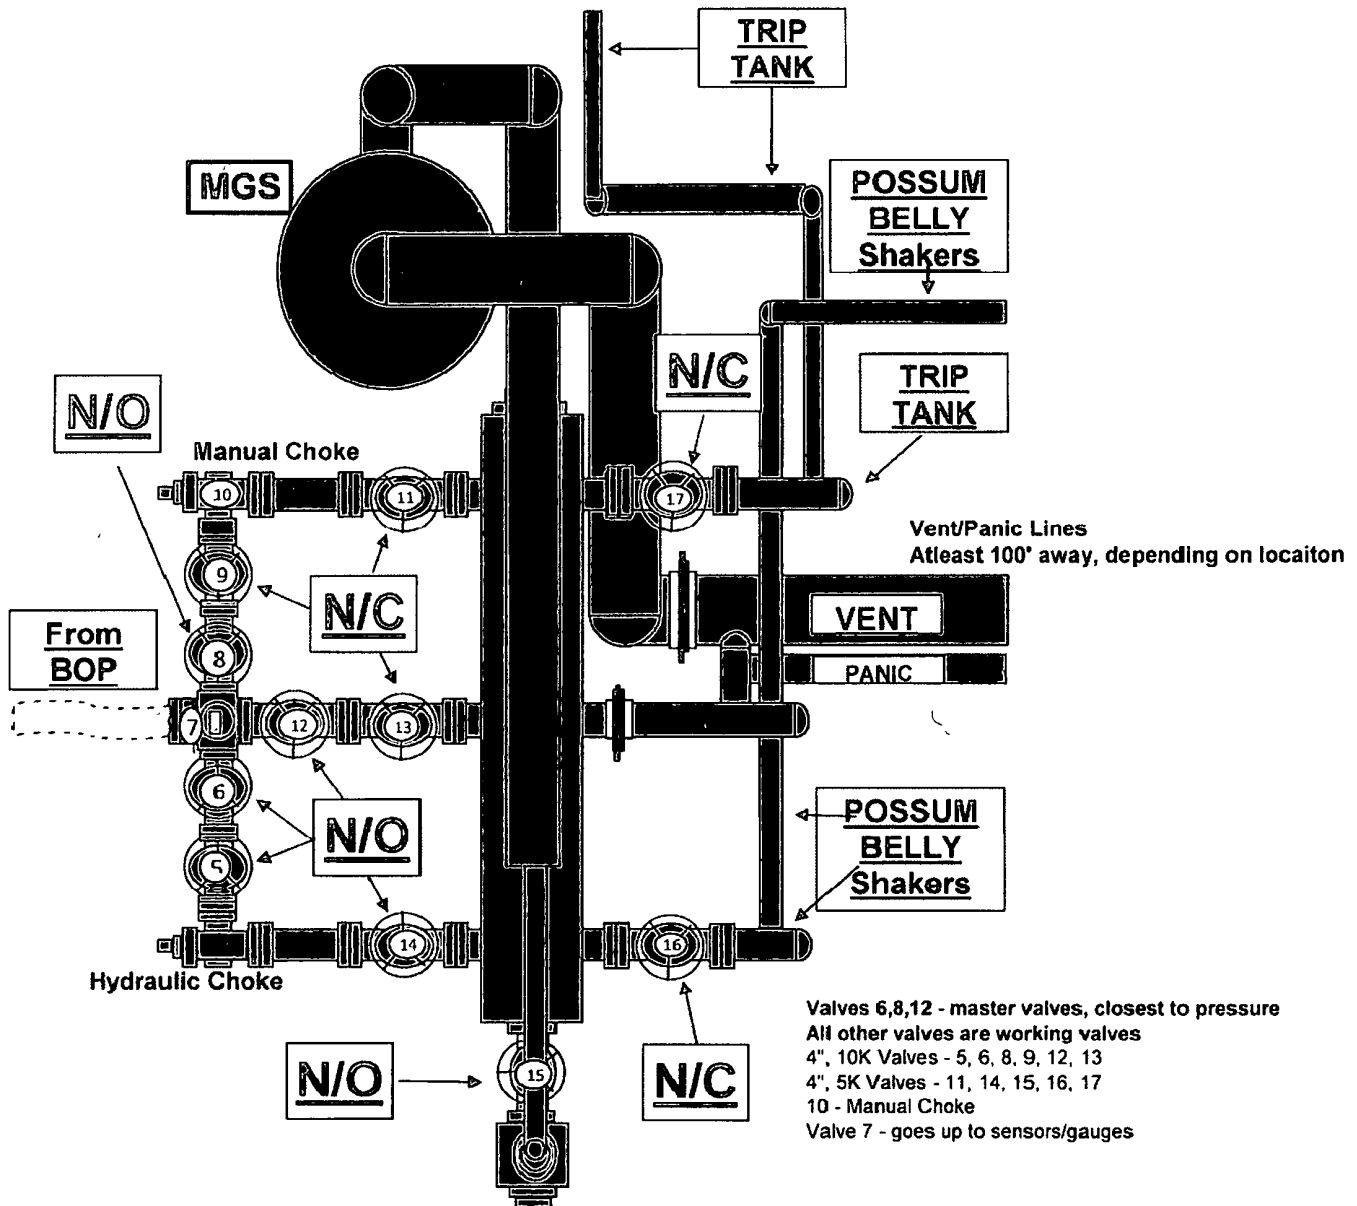 TRIP
TANK
MGS
POSSUM
BELLY
Shakers
N/C
N/O
TRIP
TANK
Manual Choke
10
11
17
Vent/Panic Lines
Atleast 100' away, depending on locaiton
9
N/C
From
BOP
8
VENT
PANIC
7
12
13
6
N/O
POSSUM
BELLY
Shakers
5
14
16
Hydraulic Choke
Valves 6,8,12 - master valves, closest to pressure
All other valves are working valves
4", 10K Valves - 5, 6, 8, 9, 12, 13
4", 5K Valves - 11, 14, 15, 16, 17
10 - Manual Choke
Valve 7 - goes up to sensors/gauges
N/O
15
N/C